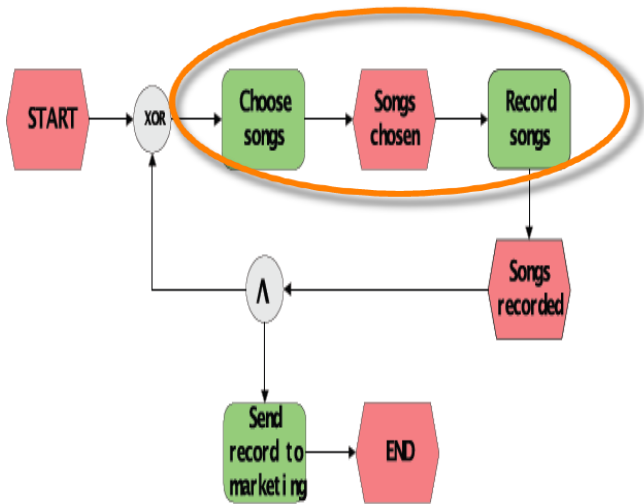 START
XOR
Choose
songs
Songs
chosen
Record
songs
Songs
recorded
Λ
Send
record to
marketing
END